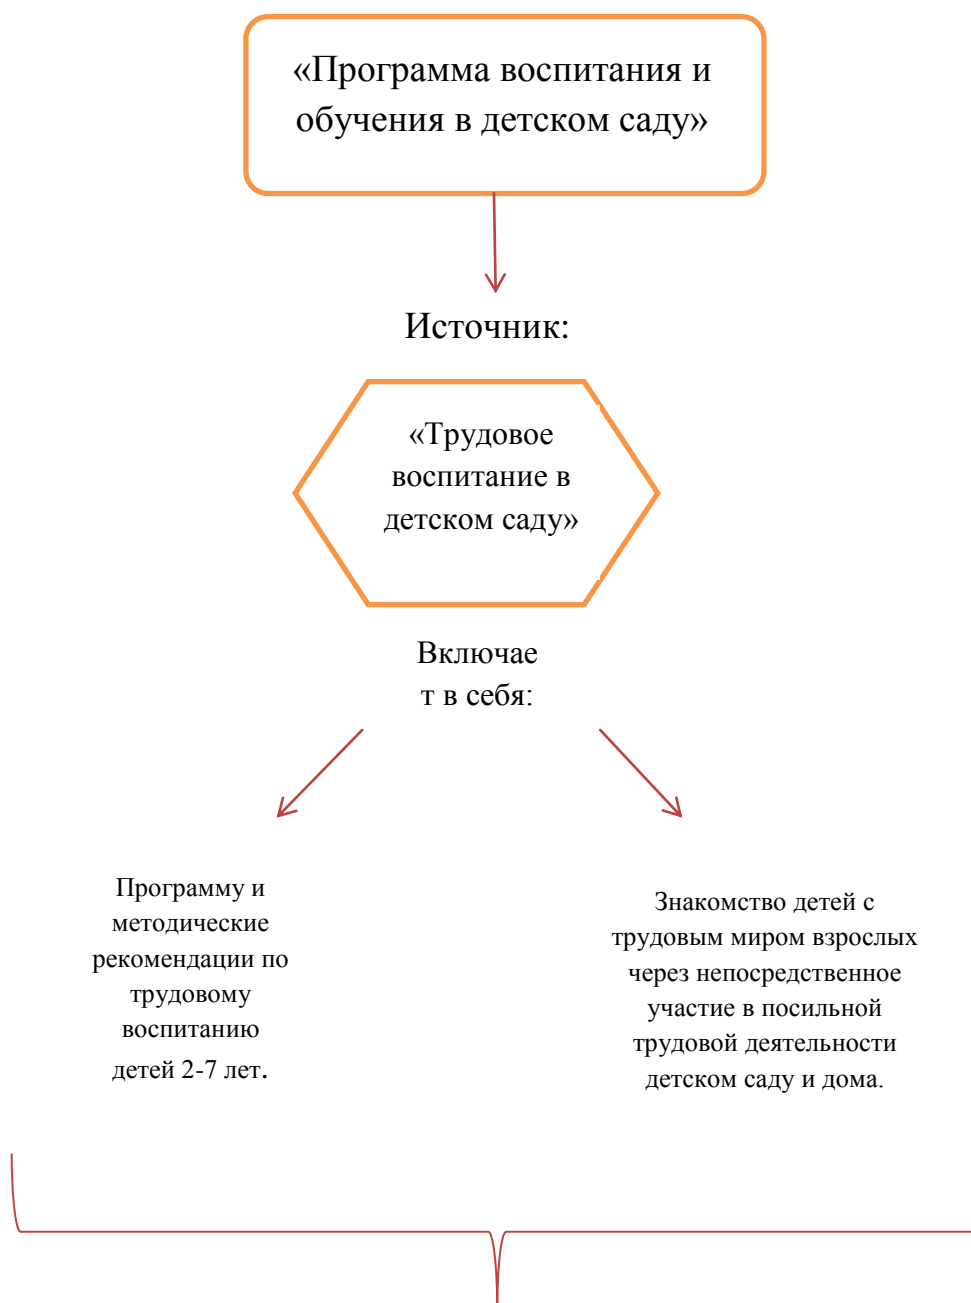 «Программа воспитания и
обучения в детском саду»
Источник:
«Трудовое
воспитание в
детском саду»
Включае
т в себя:
Программу и
методические
рекомендации по
трудовому
воспитанию
детей 2-7 лет.
Знакомство детей с
трудовым миром взрослых
через непосредственное
участие в посильной
трудовой деятельности
детском саду и дома.